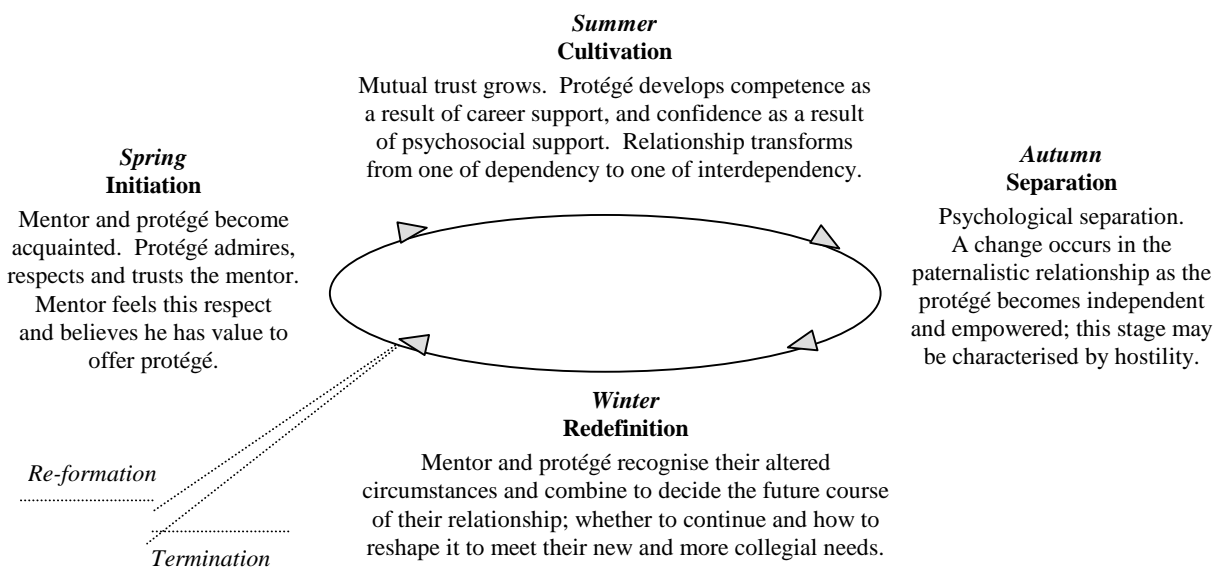 Summer
Cultivation
Mutual trust grows.  Protégé develops competence as
a result of career support, and confidence as a result
of psychosocial support.  Relationship transforms
from one of dependency to one of interdependency.
Spring
Initiation
Mentor and protégé become
acquainted.  Protégé admires,
respects and trusts the mentor.
Mentor feels this respect
and believes he has value to
offer protégé.
Autumn
Separation
Psychological separation.
A change occurs in the
paternalistic relationship as the
protégé becomes independent
and empowered; this stage may
be characterised by hostility.
Winter
Redefinition
Mentor and protégé recognise their altered
circumstances and combine to decide the future course
of their relationship; whether to continue and how to
reshape it to meet their new and more collegial needs.
Re-formation
Termination